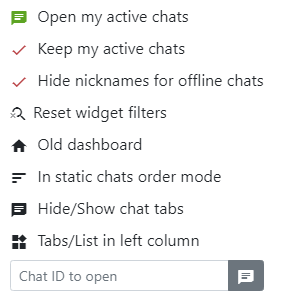 Open my active chats
Keep my active chats
Hide nicknames for offline chats
Reset widget filters
Old dashboard
In static chats order mode
Hide/Show chat tabs
Tabs/List in left column
Chat ID to open